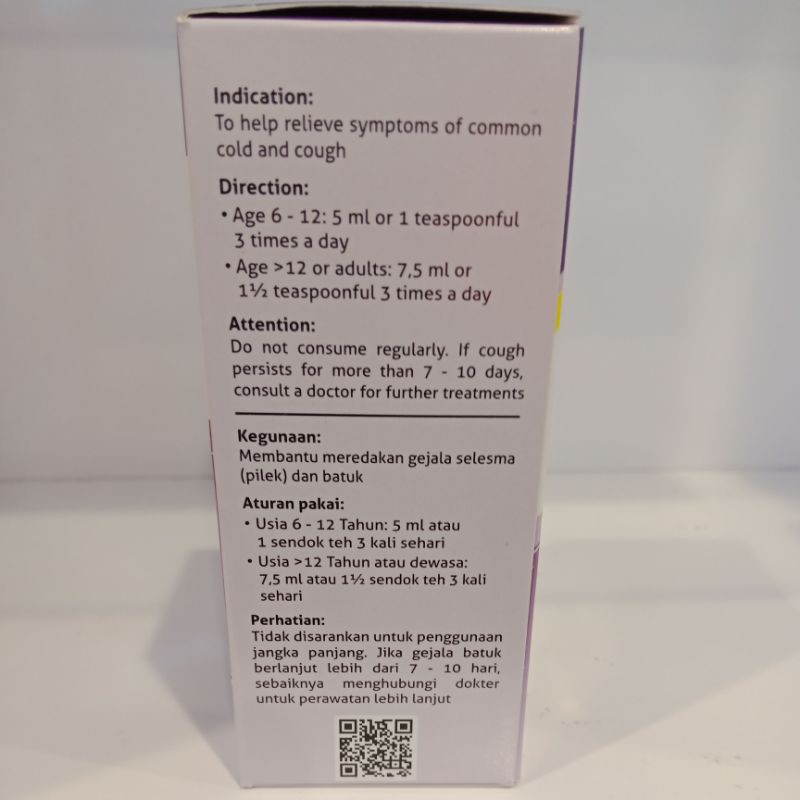 Indication:
To help relieve symptoms of common
cold and cough
Direction:
• Age 6 - 12: 5 ml or 1 teaspoonful
3 times a day
• Age >12 or adults: 7,5 ml or
1½ teaspoonful 3 times a day
Attention:
Do not consume regularly. If cough
persists for more than 7 - 10 days,
consult a doctor for further treatments
Kegunaan:
Membantu meredakan gejala selesma
(pilek) dan batuk
Aturan pakai:
• Usia 6 - 12 Tahun: 5 ml atau
1 sendok teh 3 kali sehari
• Usia >12 Tahun atau dewasa:
7,5 ml atau 1½ sendok teh 3 kali
sehari
Perhatian:
Tidak disarankan untuk penggunaan
jangka panjang. Jika gejala batuk
berlanjut lebih dari 7 - 10 hari,
sebaiknya menghubungi dokter
untuk perawatan lebih lanjut